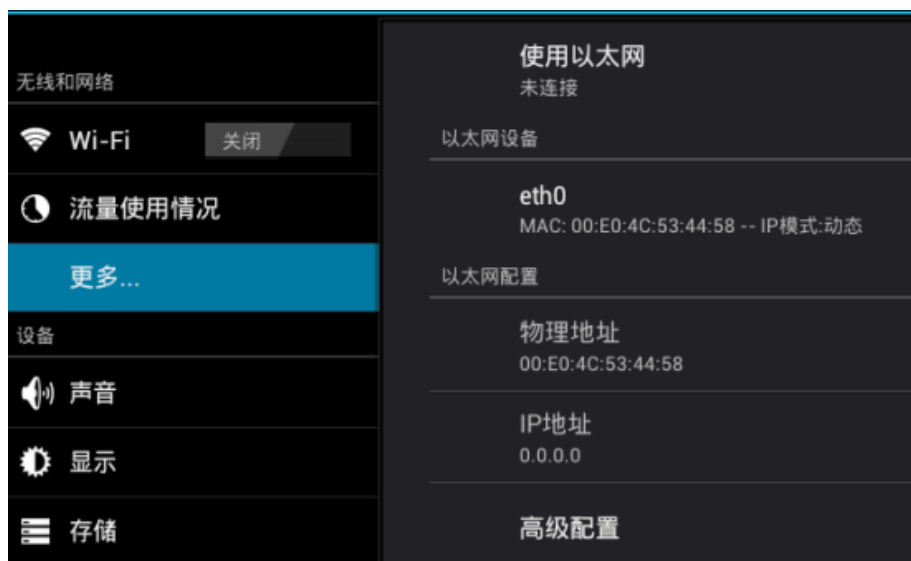 无线和网络
Wi-Fi
关闭
流量使用情况
更多...
设备
声音
显示
存储
使用以太网
未连接
以太网设备
eth0
MAC: 00:E0:4C:53:44:58 -- IP模式:动态
以太网配置
物理地址
00:E0:4C:53:44:58
IP地址
0.0.0.0
高级配置